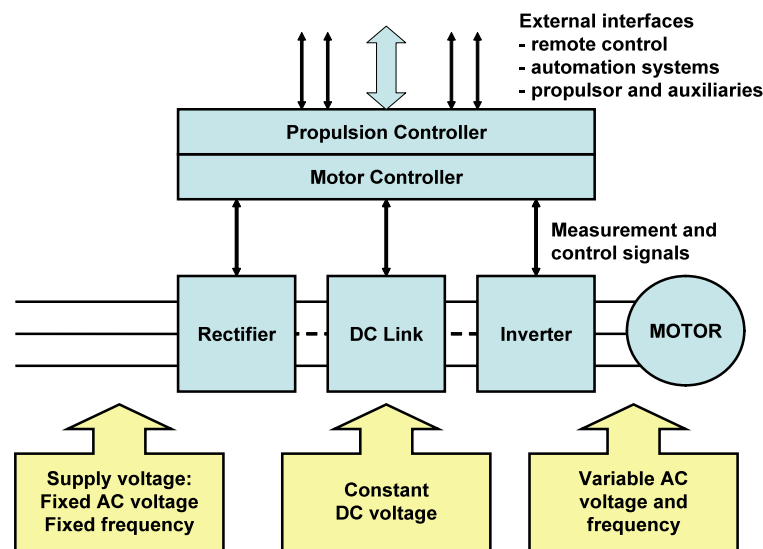 External interfaces
- remote control
- automation systems
- propulsor and auxiliaries
Propulsion Controller
Motor Controller
Measurement and
control signals
Rectifier
DC Link
Inverter
MOTOR
Supply voltage:
Fixed AC voltage
Fixed frequency
Constant
DC voltage
Variable AC
voltage and
frequency